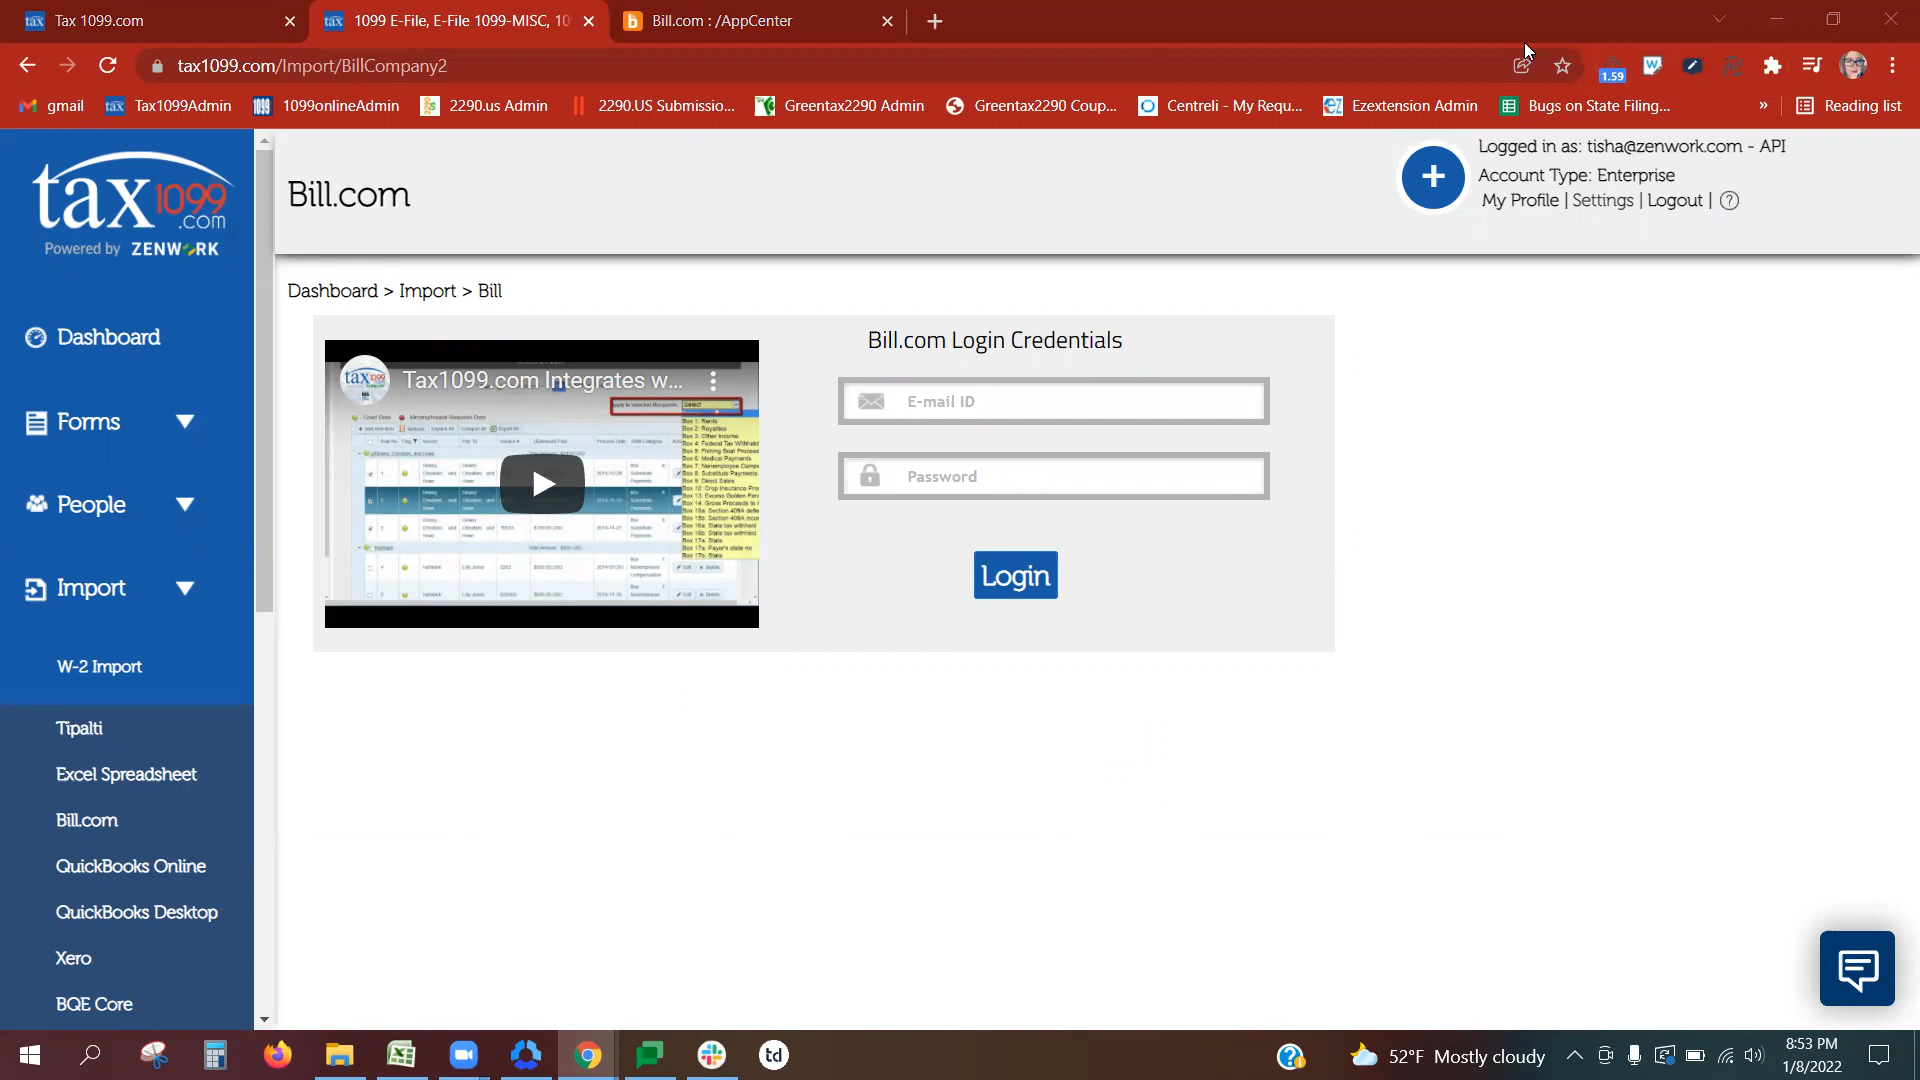 Tax 1099.com
1099 E-File, E-File 1099-MISC, 10
Bill.com : /AppCenter
tax1099.com/Import/BillCompany2
1.59
gmail
Tax1099Admin
1099onlineAdmin
2290.us Admin
2290.US Submissio...
Greentax2290 Admin
Greentax2290 Coup...
Centreli - My Requ...
Ezextension Admin
Bugs on State Filing...
»
Reading list
tax1099.com
Powered by ZENWORK
Bill.com
Logged in as: tisha@zenwork.com - API
Account Type: Enterprise
My Profile | Settings | Logout | ?
Dashboard > Import > Bill
Dashboard
Forms
People
Import
W-2 Import
Tipalti
Excel Spreadsheet
Bill.com
QuickBooks Online
QuickBooks Desktop
Xero
BQE Core
Tax1099.com Integrates w...
Bill.com Login Credentials
E-mail ID
Password
Login
td
52°F Mostly cloudy
8:53 PM
1/8/2022